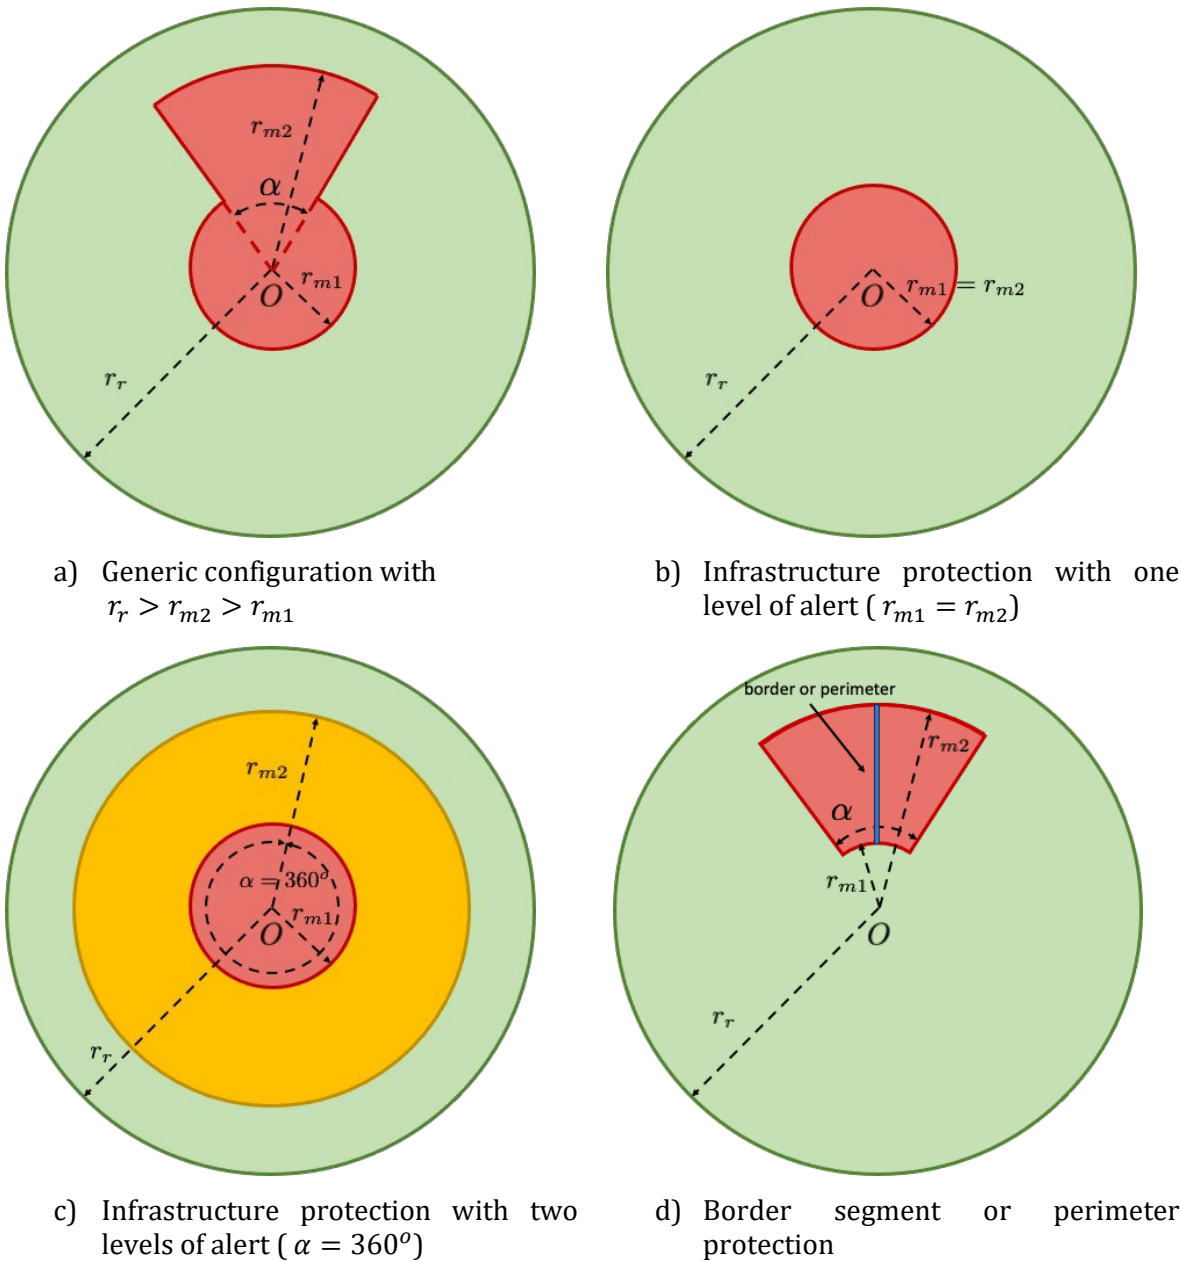 r_{m2}
α
r_{m1}
O
r_r
a) Generic configuration with
r_r > r_{m2} > r_{m1}
r_{m1} = r_{m2}
O
r_r
b) Infrastructure protection with one
level of alert ( r_{m1} = r_{m2})
r_{m2}
α = 360^o
r_{m1}
O
r_r
c) Infrastructure protection with two
levels of alert ( α = 360^o)
border or perimeter
r_{m2}
α
r_{m1}
O
r_r
d) Border segment or perimeter
protection